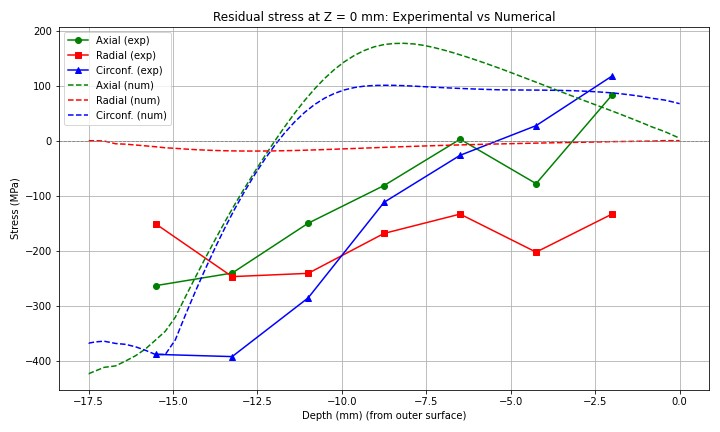 Residual stress at Z = 0 mm: Experimental vs Numerical
Axial (exp)
Radial (exp)
Circonf. (exp)
Axial (num)
Radial (num)
Circonf. (num)
200
100
0
−100
−200
−300
−400
Stress (MPa)
−17.5
−15.0
−12.5
−10.0
−7.5
−5.0
−2.5
0.0
Depth (mm) (from outer surface)